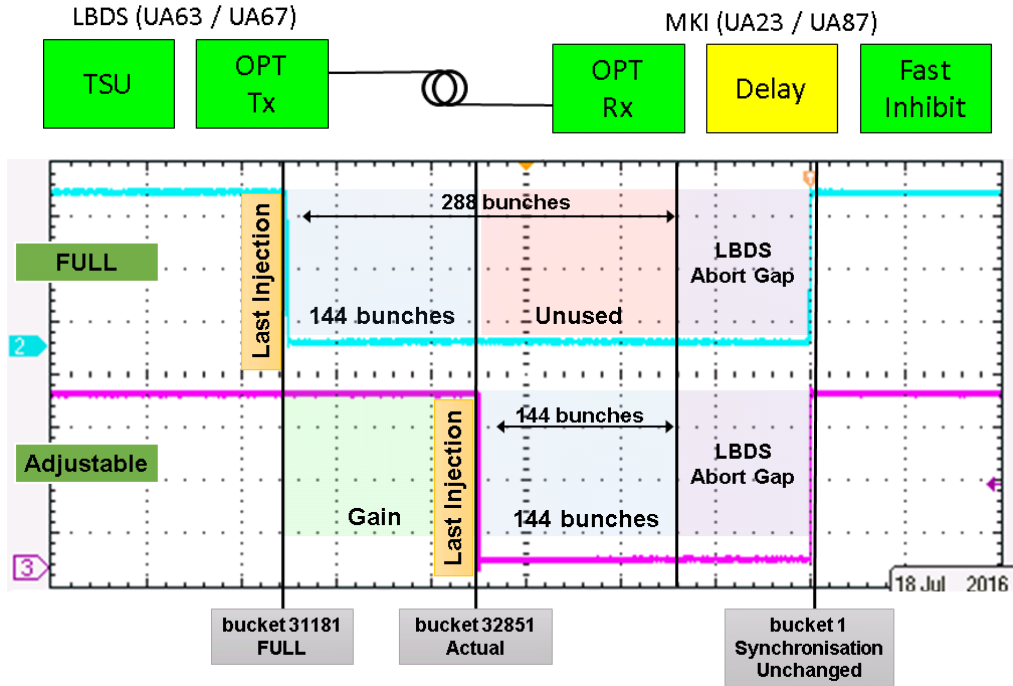 LBDS (UA63 / UA67)
MKI (UA23 / UA87)
TSU
OPT
Tx
OPT
Rx
Delay
Fast
Inhibit
T
288 bunches
Last Injection
FULL
144 bunches
Unused
LBDS
Abort Gap
2
144 bunches
Last Injection
Adjustable
LBDS
Abort Gap
Gain
144 bunches
3
18 Jul 2016
bucket 31181
FULL
bucket 32851
Actual
bucket 1
Synchronisation
Unchanged